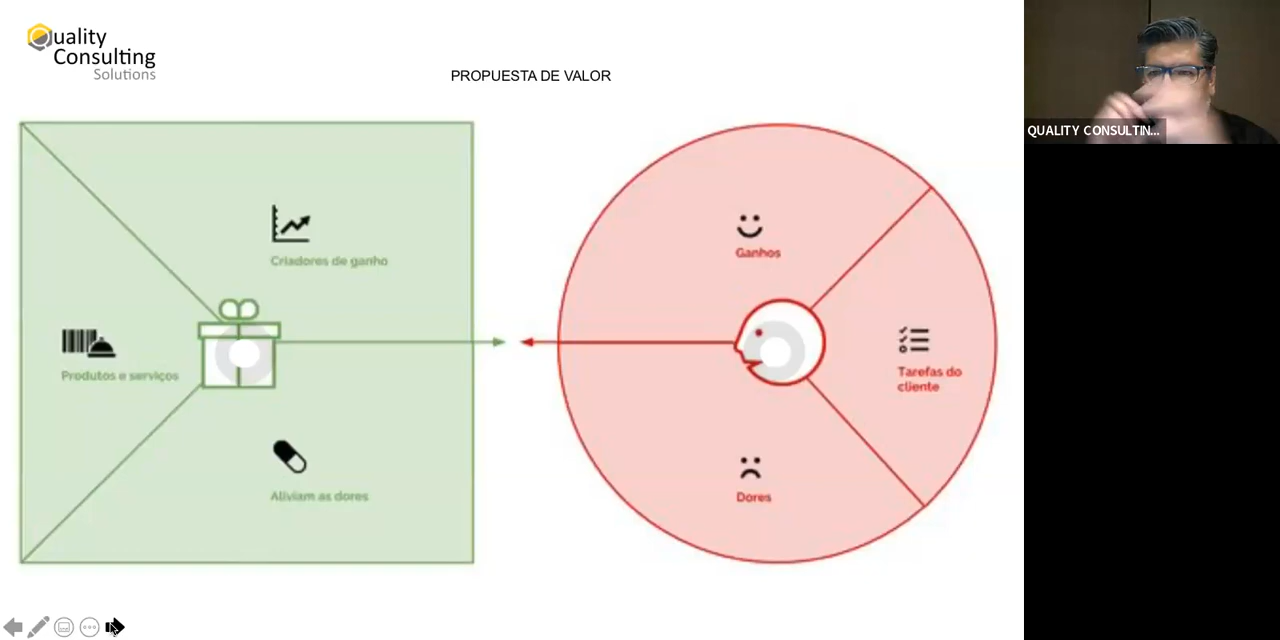 Quality
Consulting
Solutions
PROPUESTA DE VALOR
Criadores de ganho
Produtos e serviços
Aliviam as dores
Ganhos
Tarefas do
cliente
Dores
QUALITY CONSULTIN...